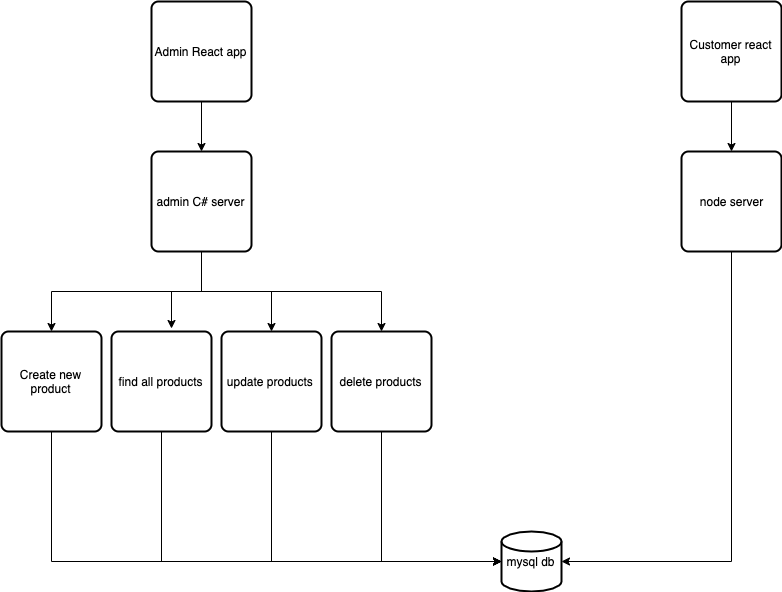 Admin React app
Customer react
app
admin C# server
node server
Create new
product
find all products
update products
delete products
mysql db